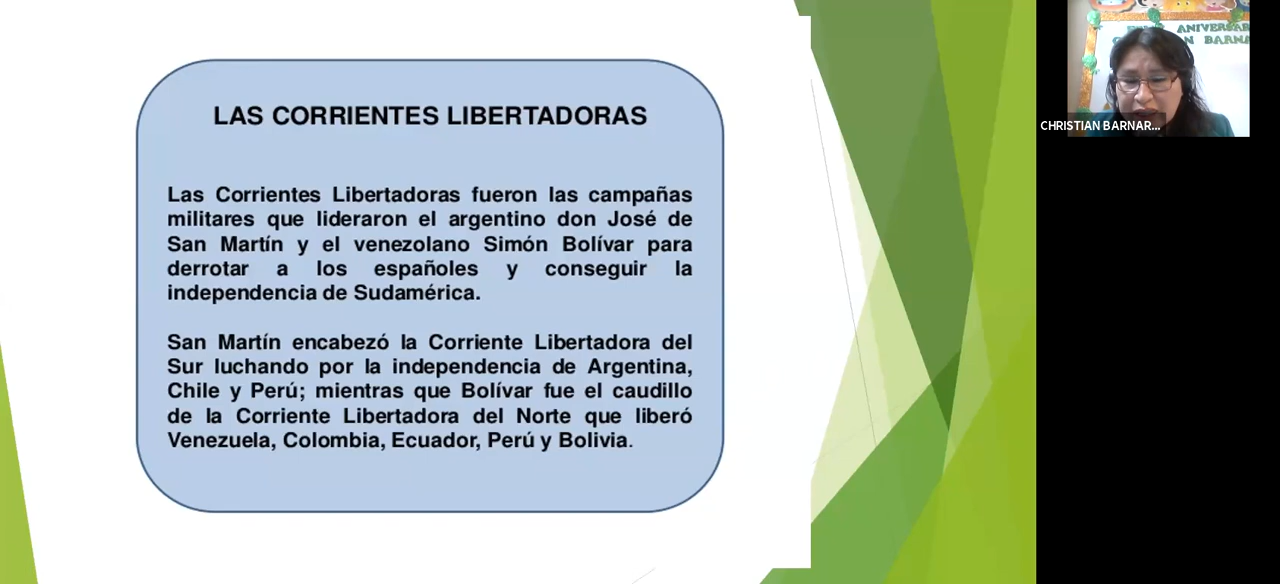 LAS CORRIENTES LIBERTADORAS
Las Corrientes Libertadoras fueron las campañas
militares que lideraron el argentino don José de
San Martín y el venezolano Simón Bolívar para
derrotar a los españoles y conseguir la
independencia de Sudamérica.
San Martín encabezó la Corriente Libertadora del
Sur luchando por la independencia de Argentina,
Chile y Perú; mientras que Bolívar fue el caudillo
de la Corriente Libertadora del Norte que liberó
Venezuela, Colombia, Ecuador, Perú y Bolivia.
ANIVERSAR
N BARNA
CHRISTIAN BARNAR...